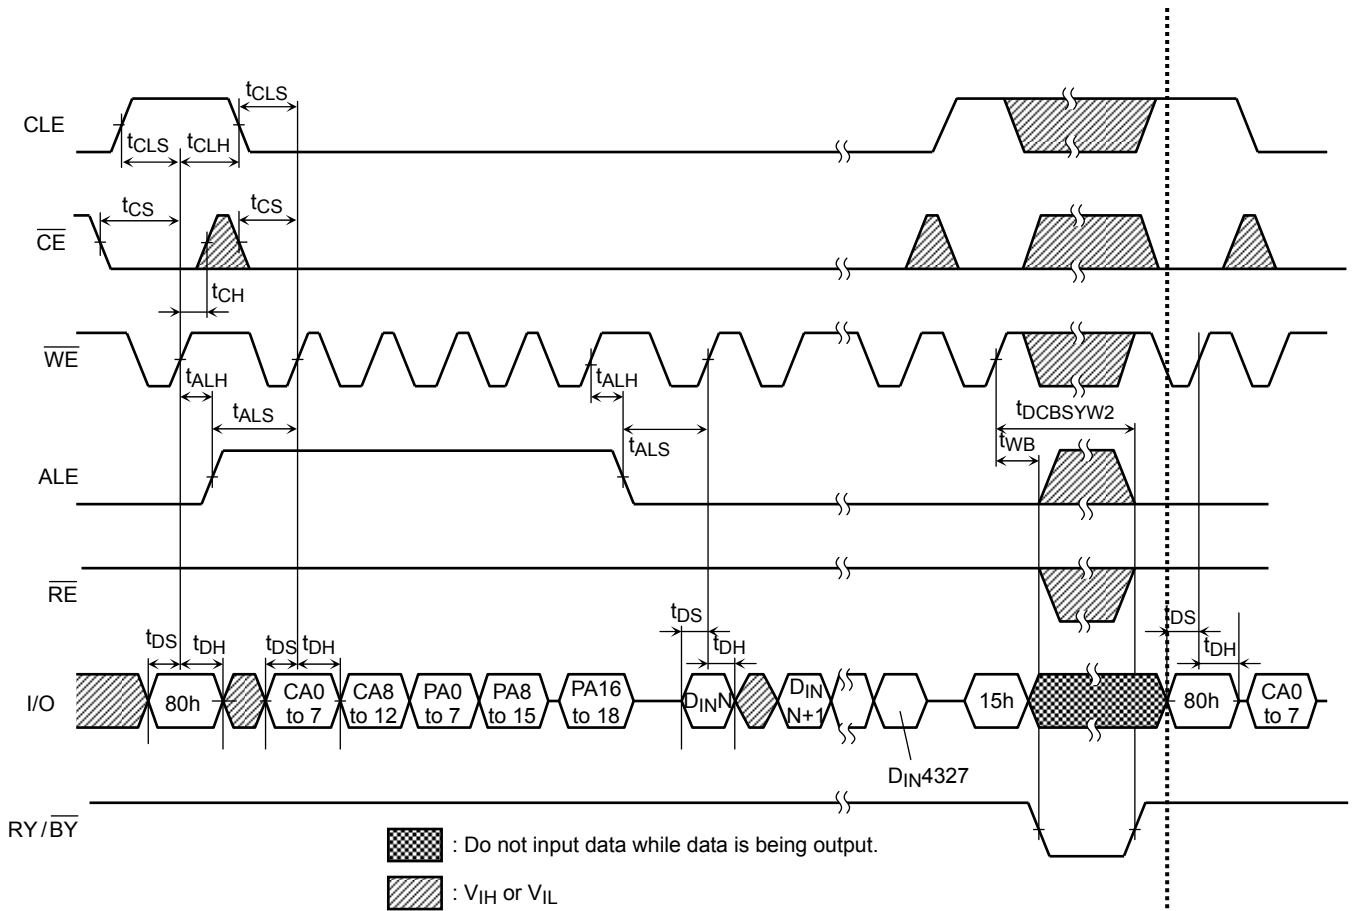 tCLS
CLE
tCLS tCLH
tCS tCS
CE
tCH
WE
tALH tALH
tALS tDCBSYW2
tALS tWB
ALE
RE
tDS tDS
tDS tDH tDS tDH tDH tDH
I/O 80h CA0 to 7 CA8 to 12 PA0 to 7 PA8 to 15 PA16 to 18 DINN DIN N+1 15h 80h CA0 to 7
DIN4327
RY/BY
: Do not input data while data is being output.
: VIH or VIL